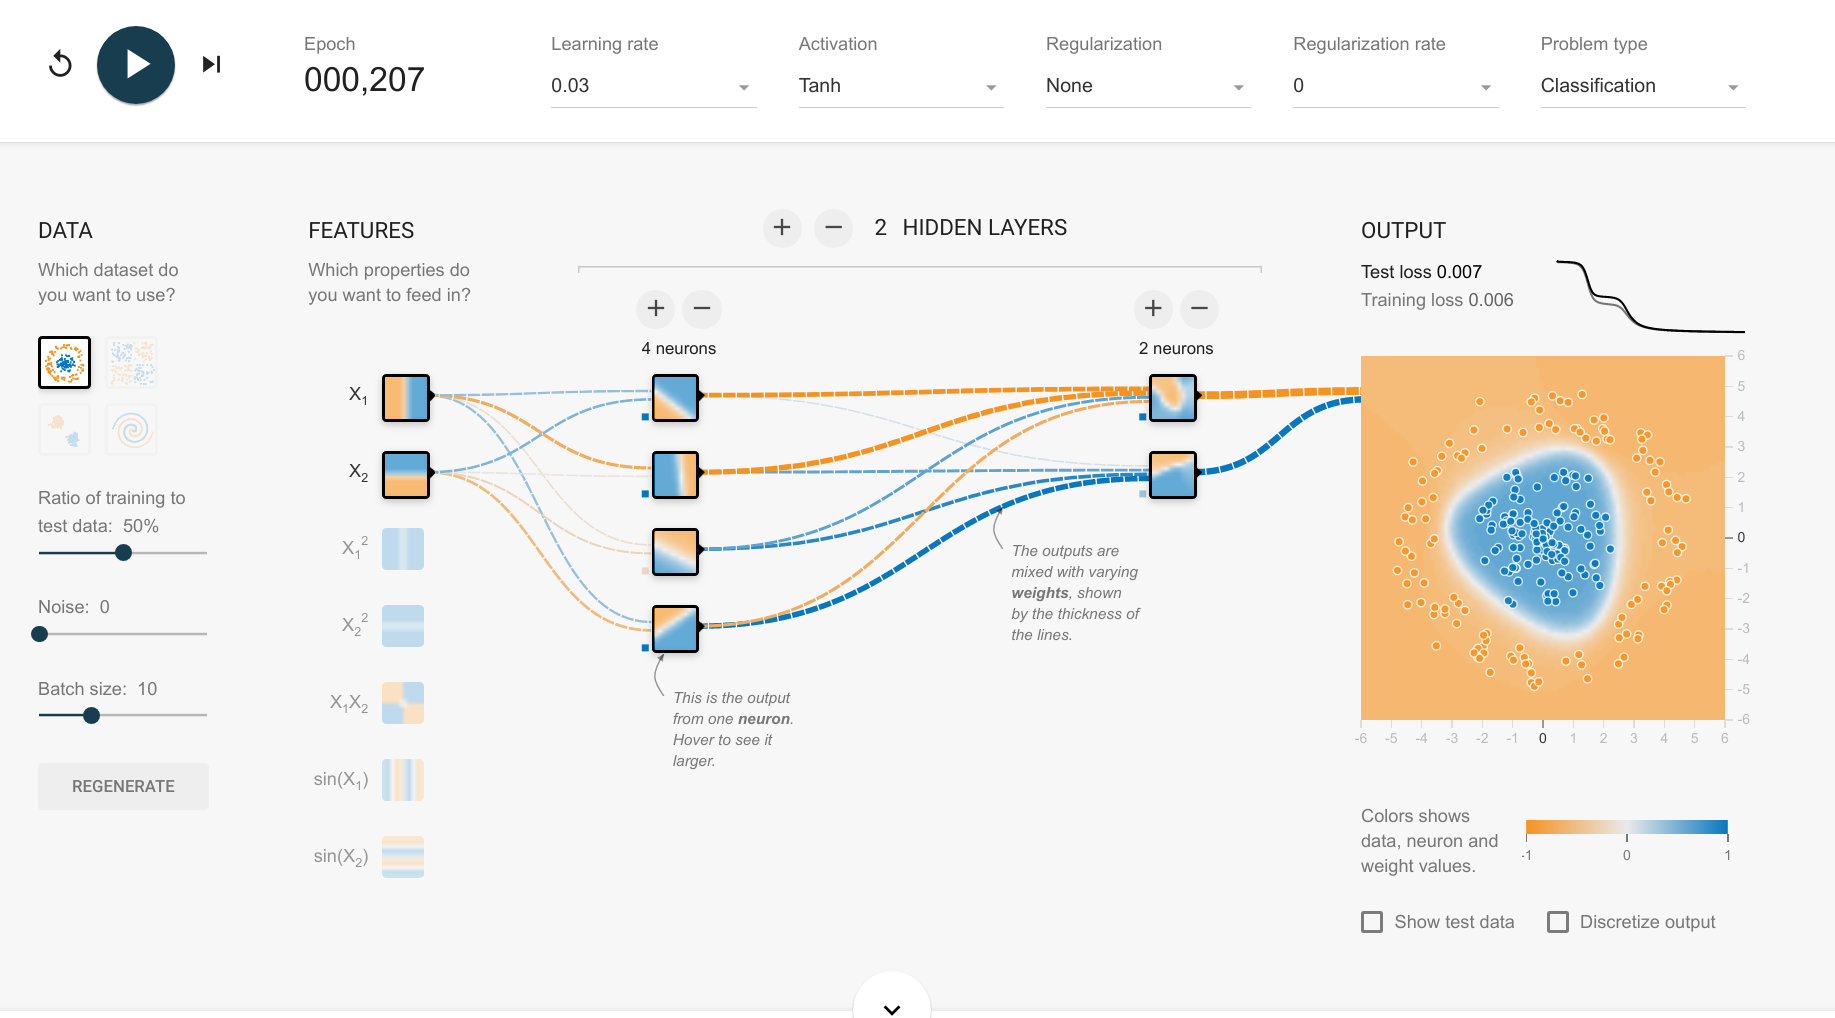 Epoch
000,207
Learning rate
0.03
Activation
Tanh
Regularization
None
Regularization rate
0
Problem type
Classification
DATA
Which dataset do
you want to use?
Ratio of training to
test data: 50%
Noise: 0
Batch size: 10
REGENERATE
FEATURES
Which properties do
you want to feed in?
X1
X2
X1^2
X2^2
X1X2
sin(X1)
sin(X2)
+ − 2 HIDDEN LAYERS
+ −
4 neurons
+ −
2 neurons
This is the output
from one neuron.
Hover to see it
larger.
The outputs are
mixed with varying
weights, shown
by the thickness of
the lines.
OUTPUT
Test loss 0.007
Training loss 0.006
6
5
4
3
2
1
0
-1
-2
-3
-4
-5
-6
-6 -5 -4 -3 -2 -1 0 1 2 3 4 5 6
Colors shows
data, neuron and
weight values.
-1 0 1
Show test data
Discretize output